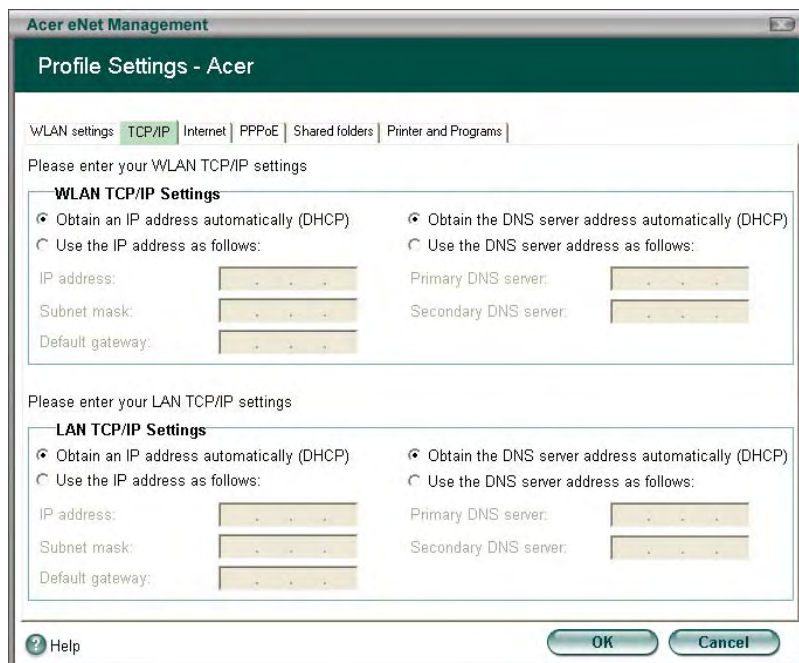 Acer eNet Management
Profile Settings - Acer
WLAN settings TCP/IP Internet PPPoE Shared folders Printer and Programs
Please enter your WLAN TCP/IP settings
WLAN TCP/IP Settings
Obtain an IP address automatically (DHCP) Obtain the DNS server address automatically (DHCP)
Use the IP address as follows: Use the DNS server address as follows:
IP address: Primary DNS server:
Subnet mask: Secondary DNS server:
Default gateway:
Please enter your LAN TCP/IP settings
LAN TCP/IP Settings
Obtain an IP address automatically (DHCP) Obtain the DNS server address automatically (DHCP)
Use the IP address as follows: Use the DNS server address as follows:
IP address: Primary DNS server:
Subnet mask: Secondary DNS server:
Default gateway:
? Help OK Cancel